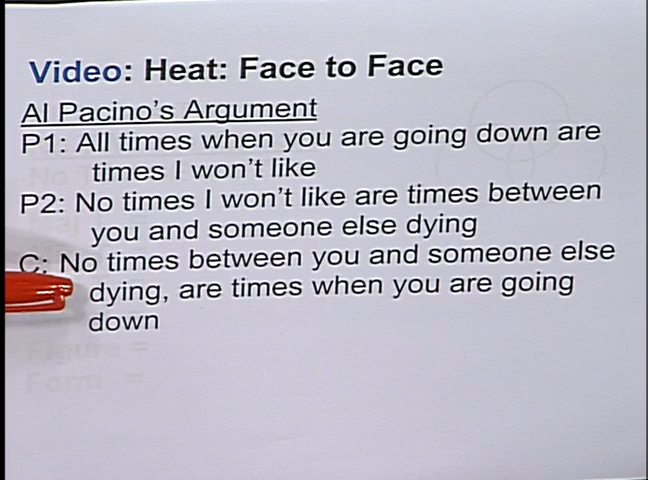 Video: Heat: Face to Face
Al Pacino's Argument
P1: All times when you are going down are
times I won't like
P2: No times I won't like are times between
you and someone else dying
C: No times between you and someone else
dying, are times when you are going
down
Figure =
Form =